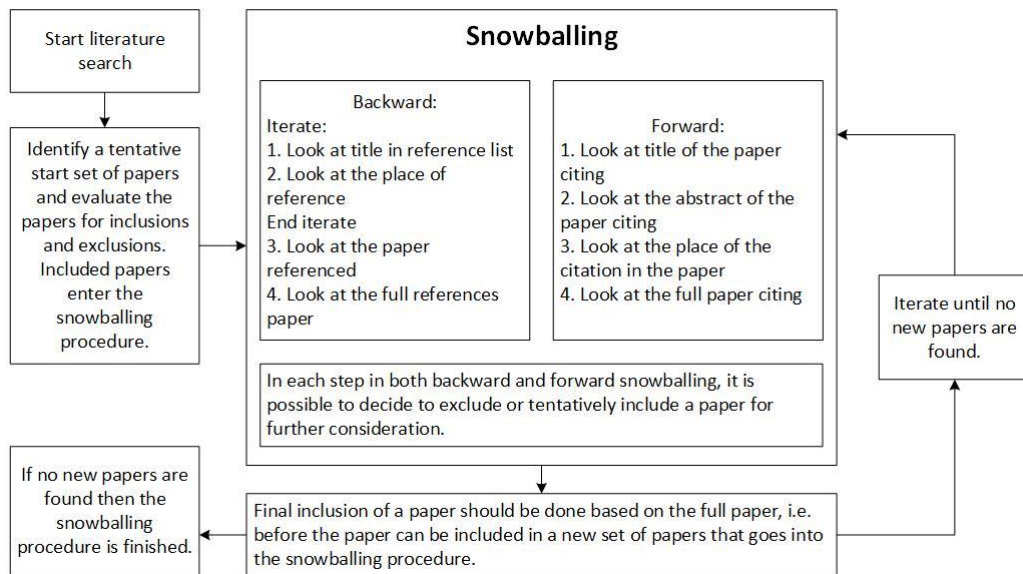 Start literature
search
Identify a tentative
start set of papers
and evaluate the
papers for inclusions
and exclusions.
Included papers
enter the
snowballing
procedure.
Snowballing
Backward:
Iterate:
1. Look at title in reference list
2. Look at the place of
reference
End iterate
3. Look at the paper
referenced
4. Look at the full references
paper
Forward:
1. Look at title of the paper
citing
2. Look at the abstract of the
paper citing
3. Look at the place of the
citation in the paper
4. Look at the full paper citing
In each step in both backward and forward snowballing, it is
possible to decide to exclude or tentatively include a paper for
further consideration.
Iterate until no
new papers are
found.
Final inclusion of a paper should be done based on the full paper, i.e.
before the paper can be included in a new set of papers that goes into
the snowballing procedure.
If no new papers are
found then the
snowballing
procedure is finished.